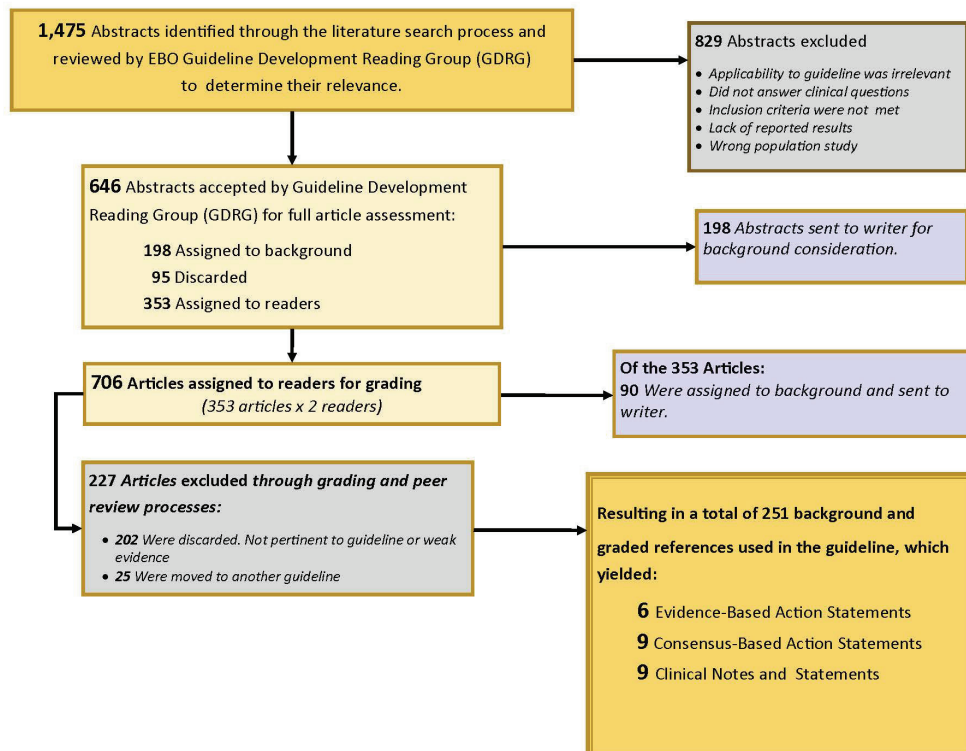 1,475 Abstracts identified through the literature search process and
reviewed by EBO Guideline Development Reading Group (GDRG)
to determine their relevance.
829 Abstracts excluded
• Applicability to guideline was irrelevant
• Did not answer clinical questions
• Inclusion criteria were not met
• Lack of reported results
• Wrong population study
646 Abstracts accepted by Guideline Development
Reading Group (GDRG) for full article assessment:
198 Assigned to background
95 Discarded
353 Assigned to readers
198 Abstracts sent to writer for
background consideration.
706 Articles assigned to readers for grading
(353 articles x 2 readers)
Of the 353 Articles:
90 Were assigned to background and sent to
writer.
227 Articles excluded through grading and peer
review processes:
• 202 Were discarded. Not pertinent to guideline or weak
evidence
• 25 Were moved to another guideline
Resulting in a total of 251 background and
graded references used in the guideline, which
yielded:
6 Evidence-Based Action Statements
9 Consensus-Based Action Statements
9 Clinical Notes and Statements